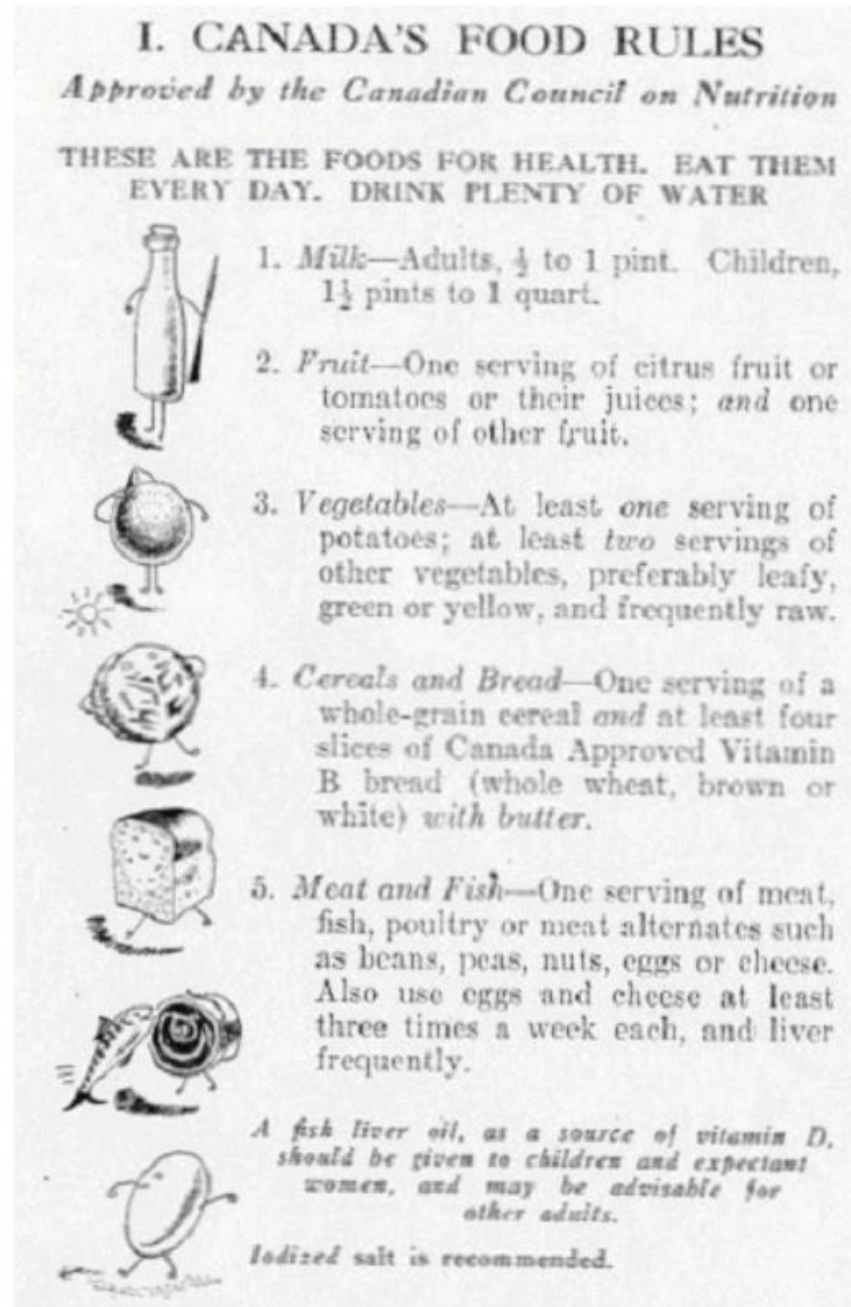 I. CANADA'S FOOD RULES
Approved by the Canadian Council on Nutrition
THESE ARE THE FOODS FOR HEALTH. EAT THEM
EVERY DAY. DRINK PLENTY OF WATER
1. Milk—Adults, ½ to 1 pint. Children,
1½ pints to 1 quart.
2. Fruit—One serving of citrus fruit or
tomatoes or their juices; and one
serving of other fruit.
3. Vegetables—At least one serving of
potatoes; at least two servings of
other vegetables, preferably leafy,
green or yellow, and frequently raw.
4. Cereals and Bread—One serving of a
whole-grain cereal and at least four
slices of Canada Approved Vitamin
B bread (whole wheat, brown or
white) with butter.
5. Meat and Fish—One serving of meat,
fish, poultry or meat alternates such
as beans, peas, nuts, eggs or cheese.
Also use eggs and cheese at least
three times a week each, and liver
frequently.
A fish liver oil, as a source of vitamin D,
should be given to children and expectant
women, and may be advisable for
other adults.
Iodized salt is recommended.